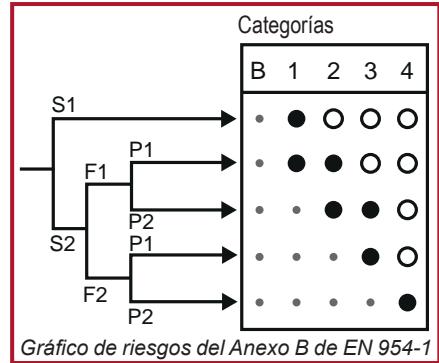 Categorías
B 1 2 3 4
S1
P1
F1
P2
S2
P1
F2
P2
Gráfico de riesgos del Anexo B de EN 954-1